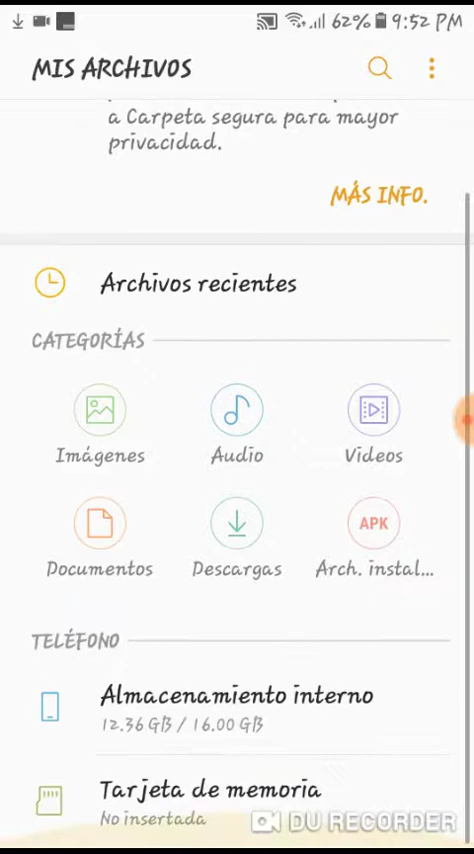 62% 9:52 PM
MIS ARCHIVOS
a Carpeta segura para mayor
privacidad.
MÁS INFO.
Archivos recientes
CATEGORÍAS
Imágenes Audio Videos
APK
Documentos Descargas Arch. instal...
TELÉFONO
Almacenamiento interno
12.36 GB / 16.00 GB
Tarjeta de memoria
No insertada
DU RECORDER